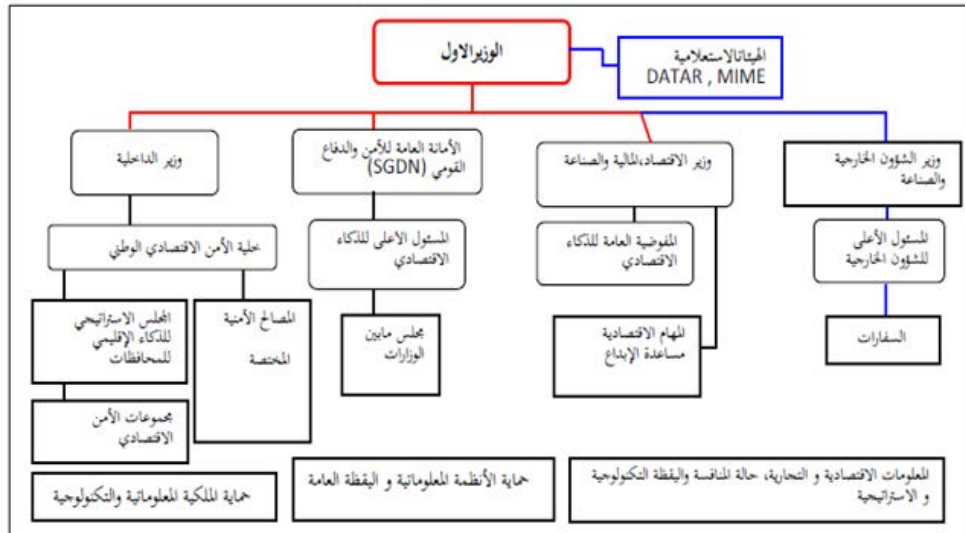 الوزيرالاول
الهيئاتالاستعلامية
DATAR , MIME
وزير الداخلية
الأمانة العامة للأمن والدفاع
القومي (SGDN)
وزير الاقتصاد،المالية والصناعة
وزير الشؤون الخارجية
والصناعة
خلية الأمن الاقتصادي الوطني
المسئول الأعلى للذكاء
الاقتصادي
المفوضية العامة للذكاء
الاقتصادي
المسئول الأعلى
للشؤون الخارجية
المجلس الاستراتيجي
للذكاء الإقليمي
للمحافظات
المصالح الأمنية
المختصة
مجلس مابين
الوزارات
المهام الاقتصادية
مساعدة الإبداع
السفارات
مجموعات الأمن
الاقتصادي
حماية الملكية المعلوماتية والتكنولوجية
حماية الأنظمة المعلوماتية و اليقظة العامة
المعلومات الاقتصادية و التجارية، حالة المنافسة واليقظة التكنولوجية
و الاستراتيجية